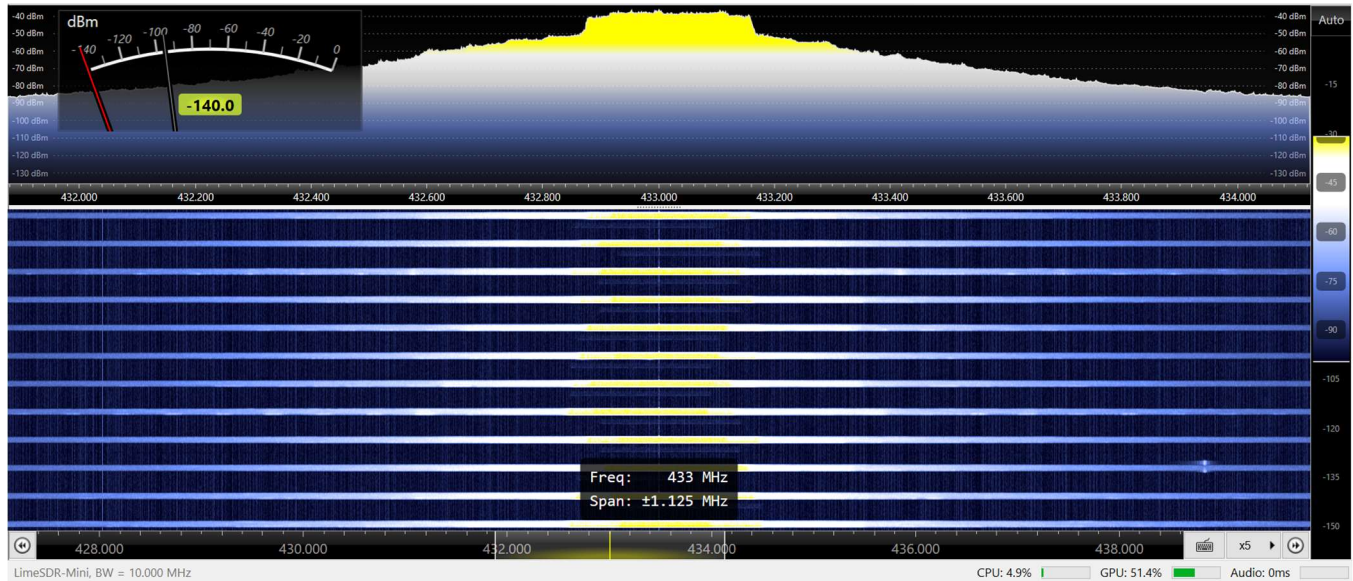 dBm
-140 -120 -100 -80 -60 -40 -20 0
-140.0
-40 dBm -40 dBm
-50 dBm -50 dBm
-60 dBm -60 dBm
-70 dBm -70 dBm
-80 dBm -80 dBm
-90 dBm -90 dBm
-100 dBm -100 dBm
-110 dBm -110 dBm
-120 dBm -120 dBm
-130 dBm -130 dBm
432.000 432.200 432.400 432.600 432.800 433.000 433.200 433.400 433.600 433.800 434.000
Auto
-15
-30
-45
-60
-75
-90
-105
-120
-135
-150
Freq: 433 MHz
Span: ±1.125 MHz
428.000 430.000 432.000 434.000 436.000 438.000 x5
LimeSDR-Mini, BW = 10.000 MHz CPU: 4.9% GPU: 51.4% Audio: 0ms